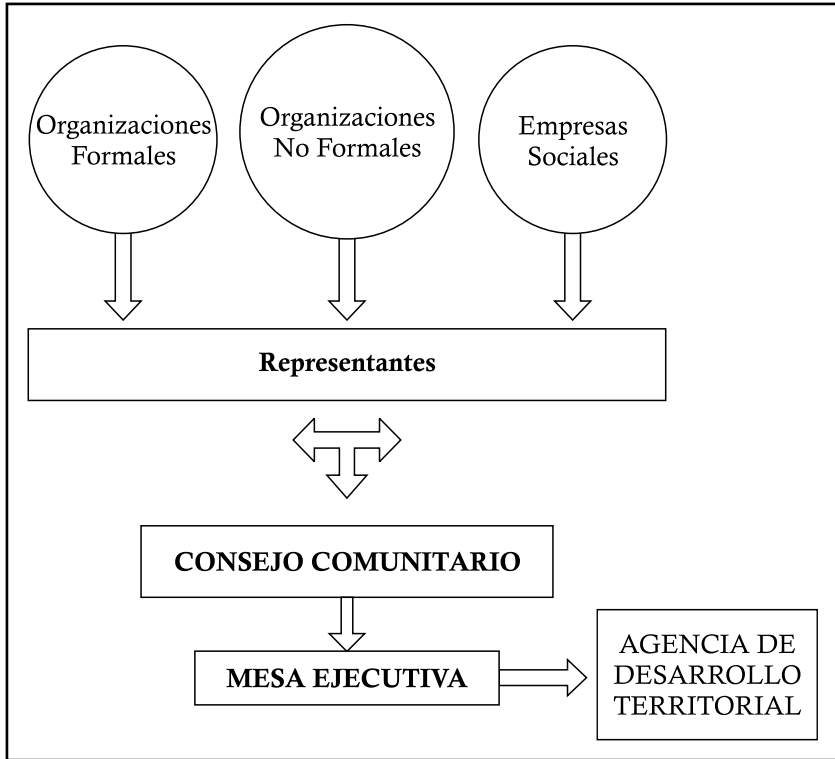 Organizaciones
Formales
Organizaciones
No Formales
Empresas
Sociales
Representantes
CONSEJO COMUNITARIO
MESA EJECUTIVA
AGENCIA DE
DESARROLLO
TERRITORIAL